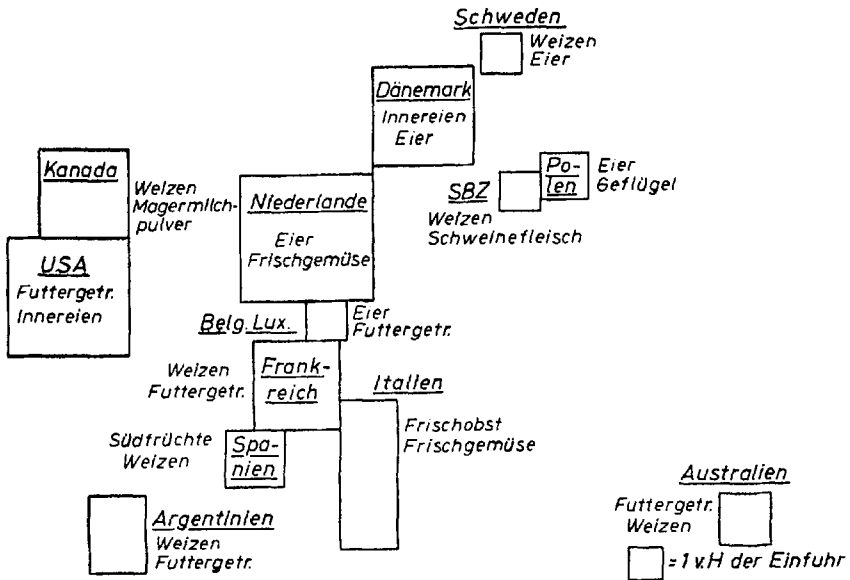 Schweden
Weizen
Eier
Dänemark
Innereien
Eier
Kanada
Weizen
Magermilch-
pulver
Niederlande
Eier
Frischgemüse
SBZ
Weizen
Schweinefleisch
Po-
len
Eier
Geflügel
USA
Futtergetr.
Innereien
Belg. Lux.
Eier
Futtergetr.
Weizen
Futtergetr.
Frank-
reich
Italien
Frischobst
Frischgemüse
Südfrüchte
Weizen
Spa-
nien
Argentinien
Weizen
Futtergetr.
Australien
Futtergetr.
Weizen
=1 v.H der Einfuhr